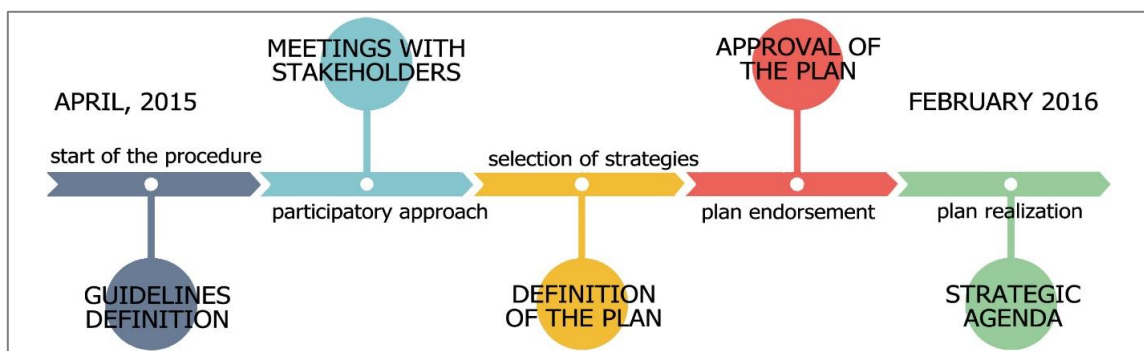 MEETINGS WITH
STAKEHOLDERS
APPROVAL OF
THE PLAN
APRIL, 2015
FEBRUARY 2016
start of the procedure
selection of strategies
participatory approach
plan endorsement
plan realization
GUIDELINES
DEFINITION
DEFINITION
OF THE PLAN
STRATEGIC
AGENDA